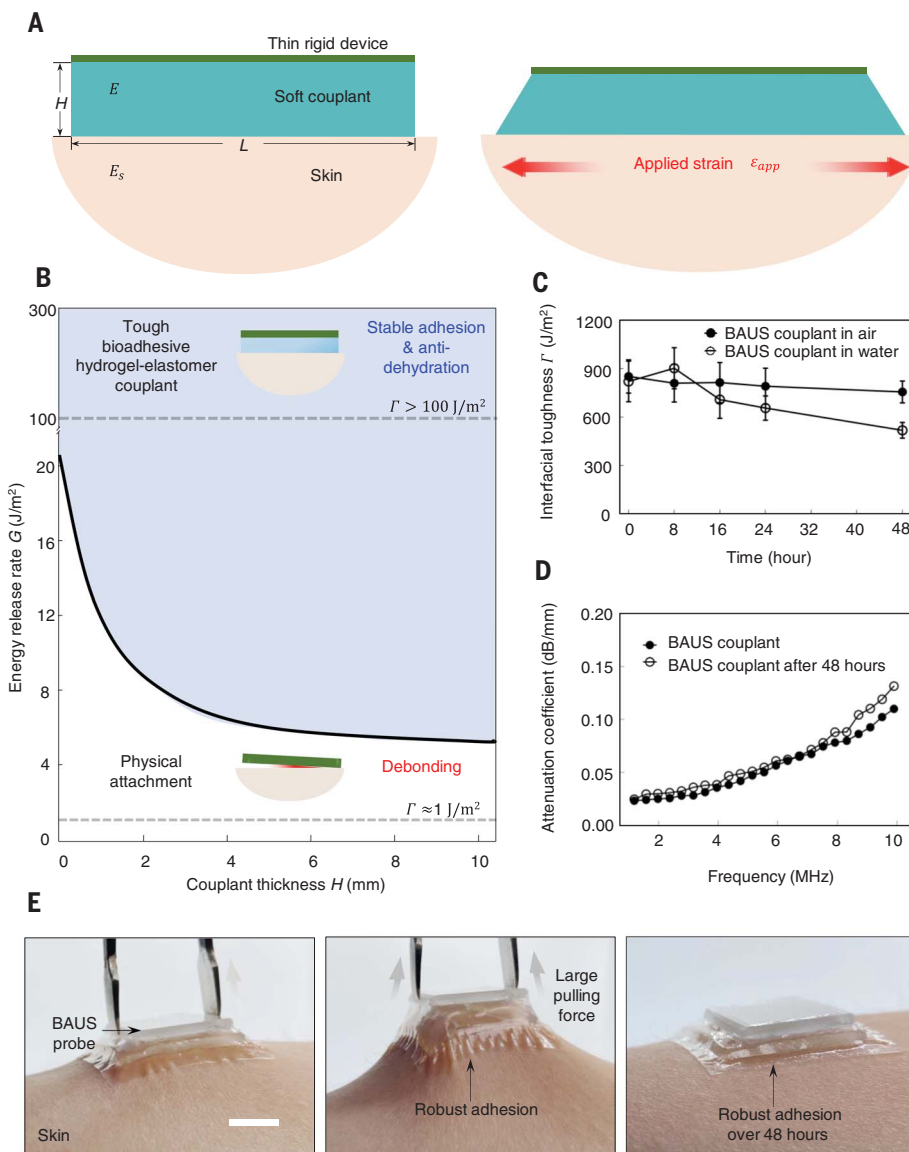 A
Thin rigid device
H
E
Soft couplant
L
E_s
Skin
Applied strain ε_app
B
300
100
20
16
12
8
4
0
Energy release rate G (J/m²)
Tough
bioadhesive
hydrogel-elastomer
couplant
Stable adhesion
& anti-
dehydration
Γ > 100 J/m²
Physical
attachment
Debonding
Γ ≈1 J/m²
0 2 4 6 8 10
Couplant thickness H (mm)
C
1200
900
600
300
0
Interfacial toughness Γ (J/m²)
BAUS couplant in air
BAUS couplant in water
0 8 16 24 32 40 48
Time (hour)
D
0.20
0.15
0.10
0.05
0.00
Attenuation coefficient (dB/mm)
BAUS couplant
BAUS couplant after 48 hours
2 4 6 8 10
Frequency (MHz)
E
BAUS
probe
Skin
Large
pulling
force
Robust adhesion
Robust adhesion
over 48 hours